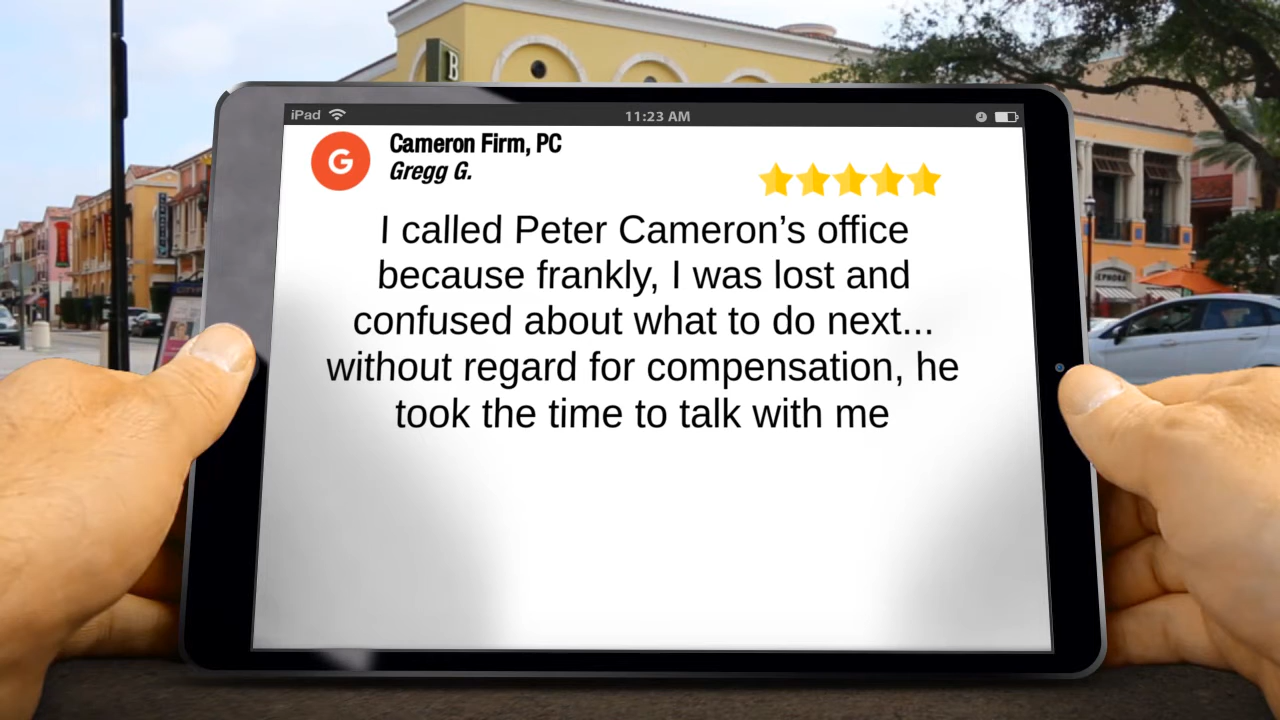 B
iPad
11:23 AM
G
Cameron Firm, PC
Gregg G.
I called Peter Cameron’s office
because frankly, I was lost and
confused about what to do next...
without regard for compensation, he
took the time to talk with me
SEPHORA